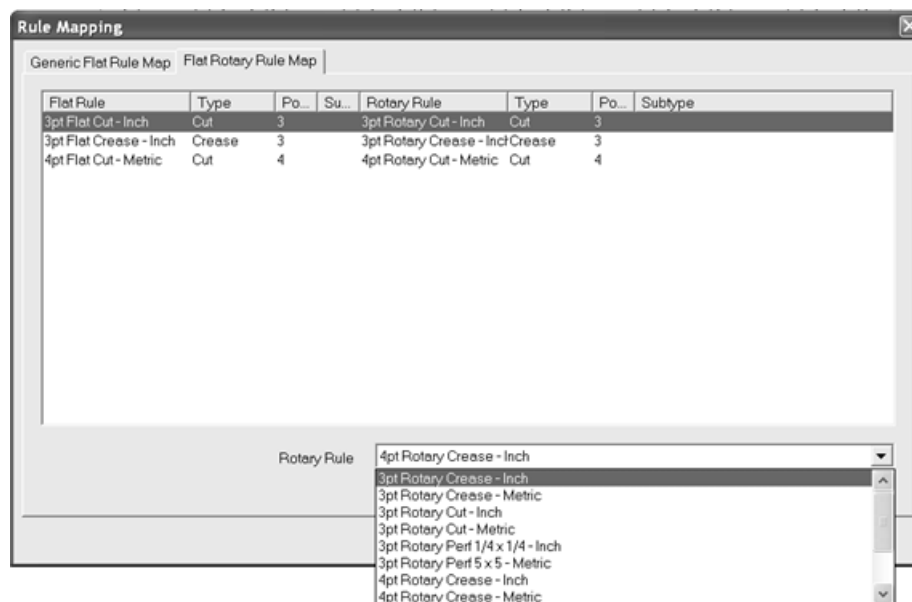 Rule Mapping
Generic Flat Rule Map Flat Rotary Rule Map
Flat Rule Type Po... Su... Rotary Rule Type Po... Subtype
3pt Flat Cut - Inch Cut 3 3pt Rotary Cut - Inch Cut 3
3pt Flat Crease - Inch Crease 3 3pt Rotary Crease - Incl Crease 3
4pt Flat Cut - Metric Cut 4 4pt Rotary Cut - Metric Cut 4
Rotary Rule 4pt Rotary Crease - Inch
3pt Rotary Crease - Inch
3pt Rotary Crease - Metric
3pt Rotary Cut - Inch
3pt Rotary Cut - Metric
3pt Rotary Perf 1/4 x 1/4 - Inch
3pt Rotary Perf 5 x 5 - Metric
4pt Rotary Crease - Inch
4pt Rotary Crease - Metric